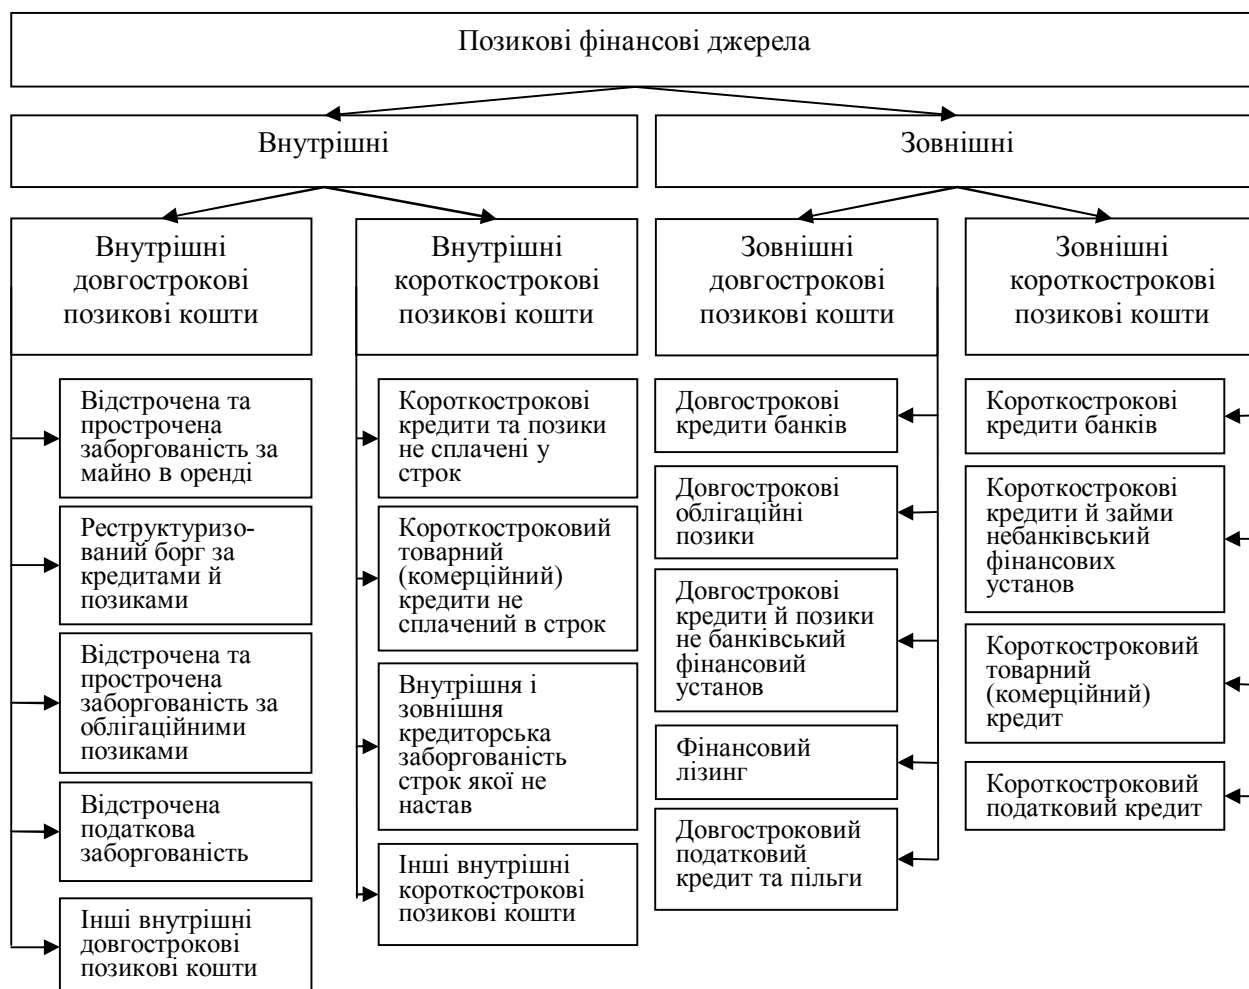 Позикові фінансові джерела
Внутрішні
Зовнішні
Внутрішні
довгострокові
позикові кошти
Внутрішні
короткострокові
позикові кошти
Зовнішні
довгострокові
позикові кошти
Зовнішні
короткострокові
позикові кошти
Відстрочена та
прострочена
заборгованість за
майно в оренді
Реструктуризо-
ваний борг за
кредитами й
позиками
Відстрочена та
прострочена
заборгованість за
облігаційними
позиками
Відстрочена
податкова
заборгованість
Інші внутрішні
довгострокові
позикові кошти
Короткострокові
кредити та позики
не сплачені у
строк
Короткостроковий
товарний
(комерційний)
кредити не
сплачений в строк
Внутрішня і
зовнішня
кредиторська
заборгованість
строк якої не
настав
Інші внутрішні
короткострокові
позикові кошти
Довгострокові
кредити банків
Довгострокові
облігаційні
позики
Довгострокові
кредити й позики
не банківський
фінансовий
установ
Фінансовий
лізинг
Довгостроковий
податковий
кредит та пільги
Короткострокові
кредити банків
Короткострокові
кредити й займи
небанківський
фінансових
установ
Короткостроковий
товарний
(комерційний)
кредит
Короткостроковий
податковий кредит